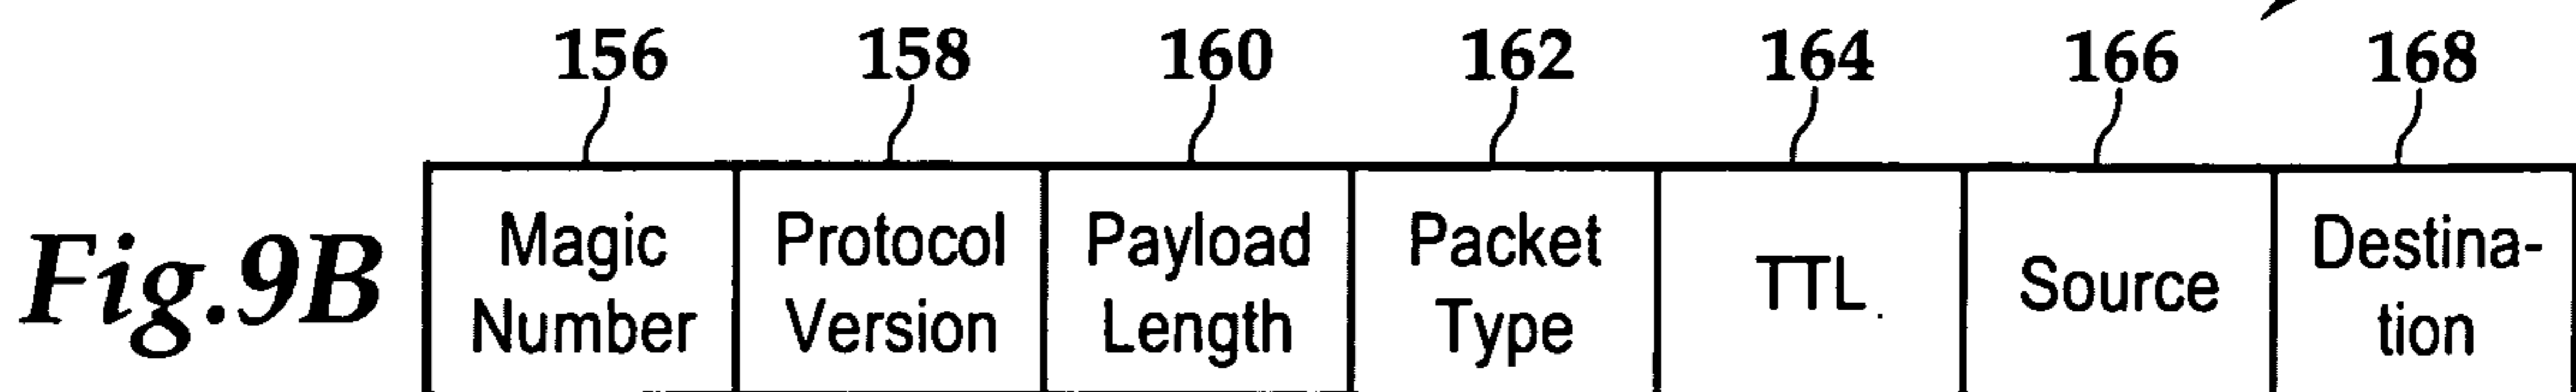 156 158 160 162 164 166 168
Fig.9B
Magic Protocol Payload Packet TTL Source Destina-
Number Version Length Type tion